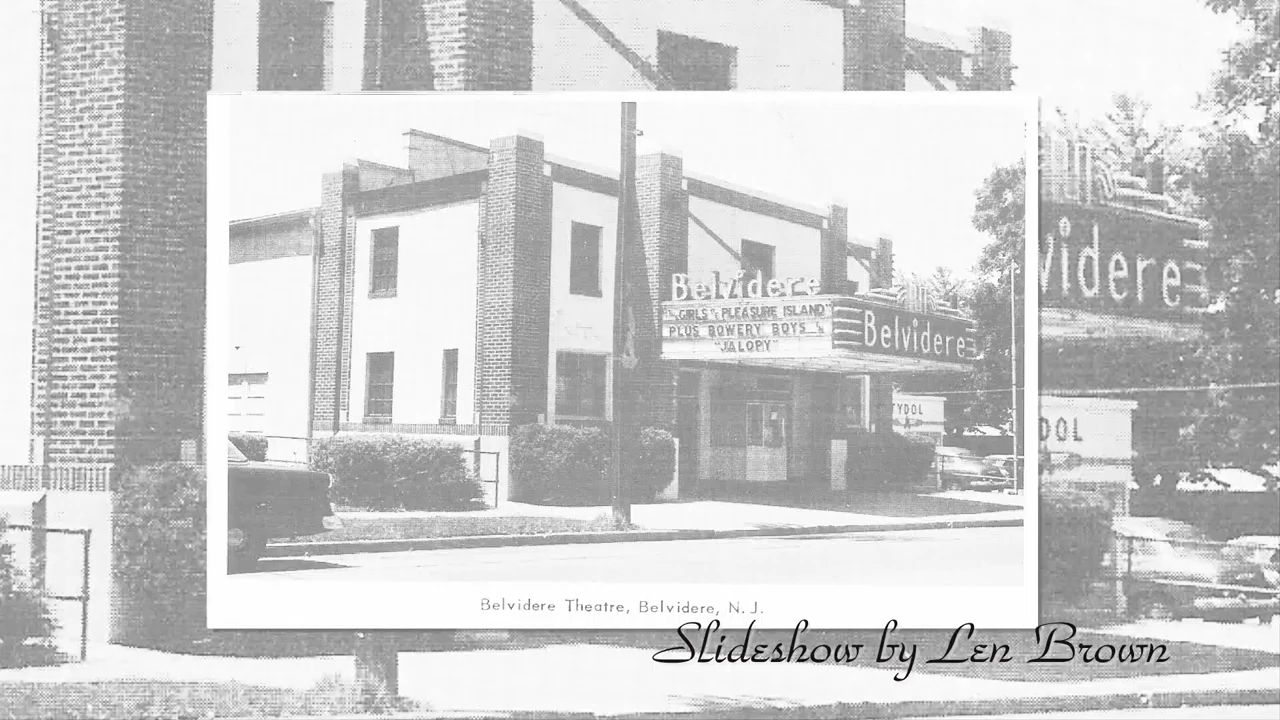 Belvidere
"GIRLS OF PLEASURE ISLAND"
PLUS BOWERY BOYS IN
"JALOPY"
Belvidere
TYDOL
videre
DOL
Belvidere Theatre, Belvidere, N. J.
Slideshow by Len Brown